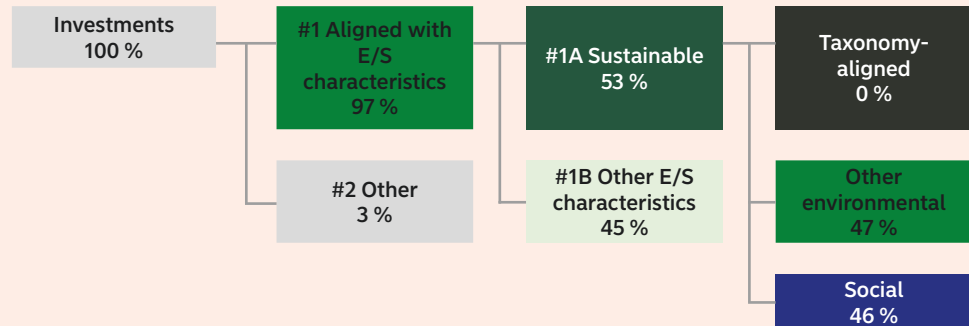 Investments
100 %
#1 Aligned with
E/S
characteristics
97 %
#1A Sustainable
53 %
Taxonomy-
aligned
0 %
#2 Other
3 %
#1B Other E/S
characteristics
45 %
Other
environmental
47 %
Social
46 %